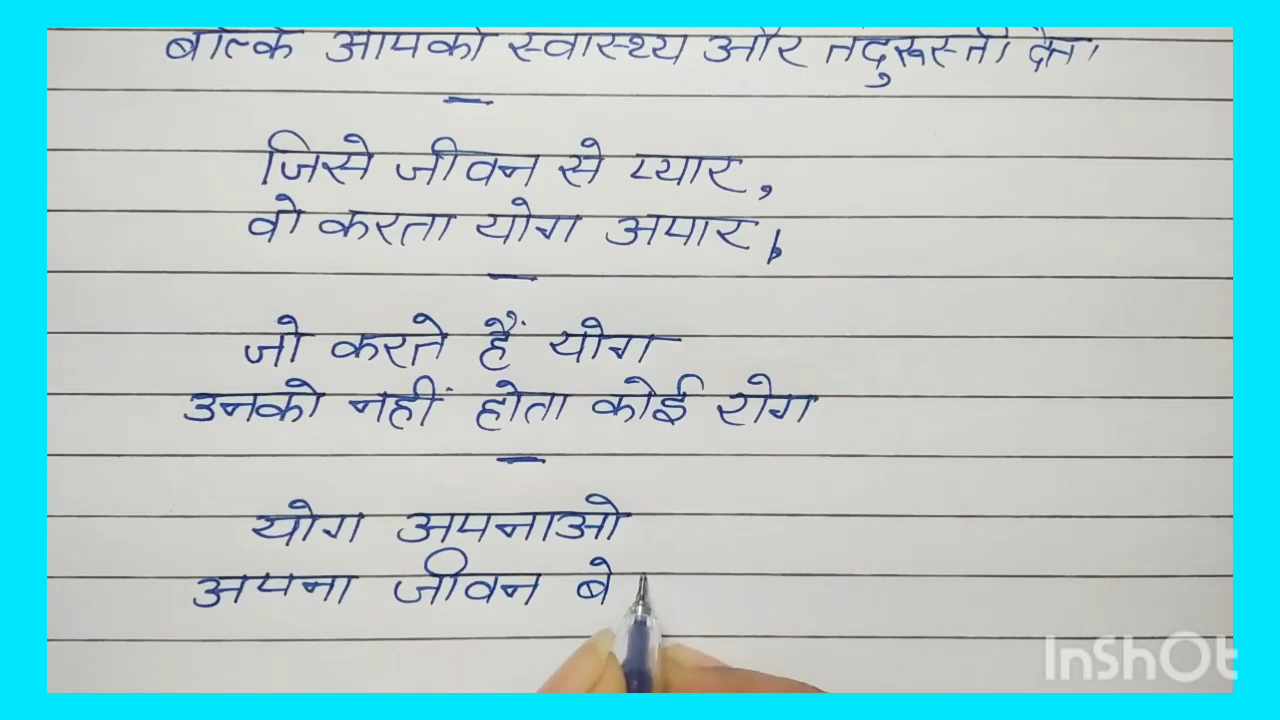 बल्कि आपको स्वास्थ्य और तंदुरुस्ती देता
जिसे जीवन से प्यार,
वो करता योग अपार।
जो करते हैं योग
उनको नहीं होता कोई रोग
योग अपनाओ
अपना जीवन बे
InShOt